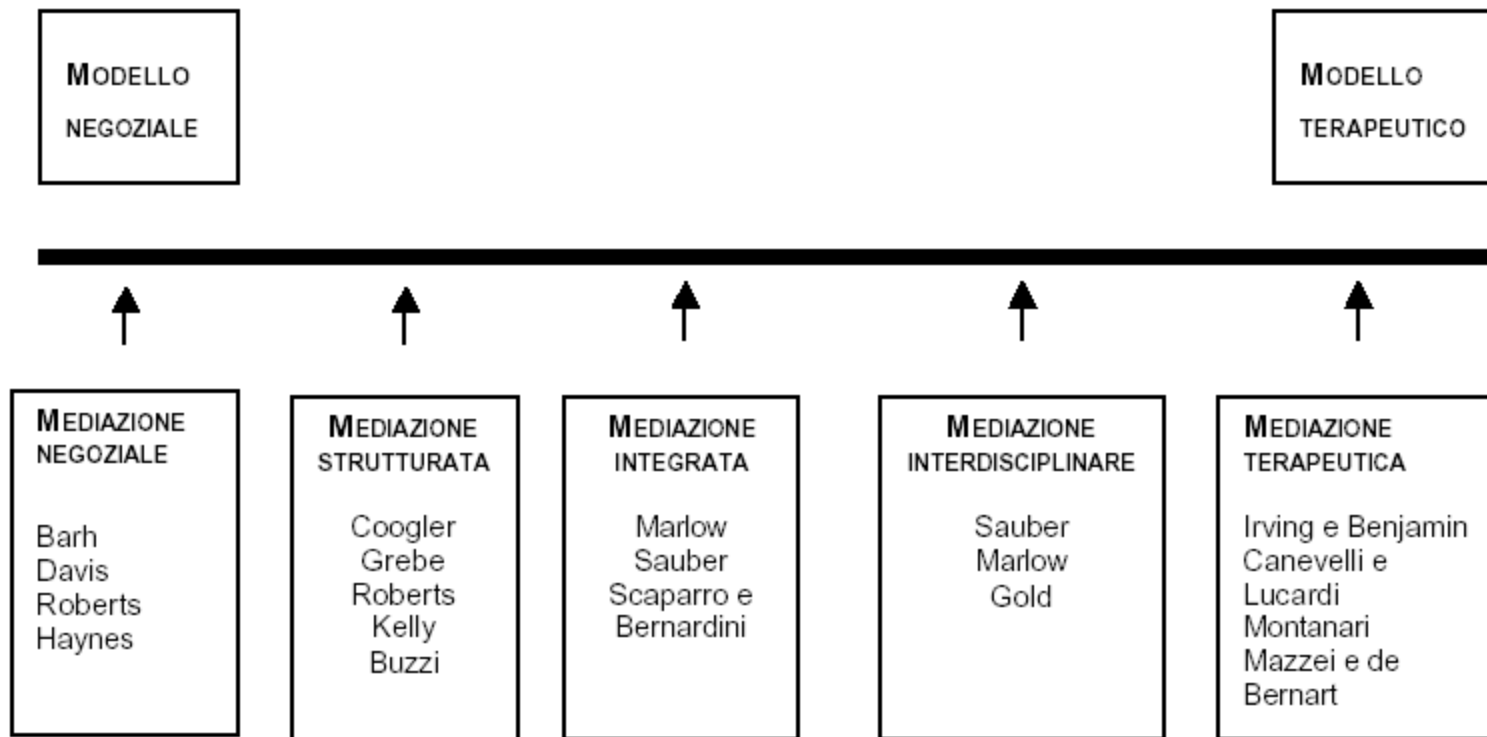 MODELLO
NEGOZIALE
MODELLO
TERAPEUTICO
MEDIAZIONE
NEGOZIALE
Barh
Davis
Roberts
Haynes
MEDIAZIONE
STRUTTURATA
Coogler
Grebe
Roberts
Kelly
Buzzi
MEDIAZIONE
INTEGRATA
Marlow
Sauber
Scaparro e
Bernardini
MEDIAZIONE
INTERDISCIPLINARE
Sauber
Marlow
Gold
MEDIAZIONE
TERAPEUTICA
Irving e Benjamin
Canevelli e
Lucardi
Montanari
Mazzei e de
Bernart